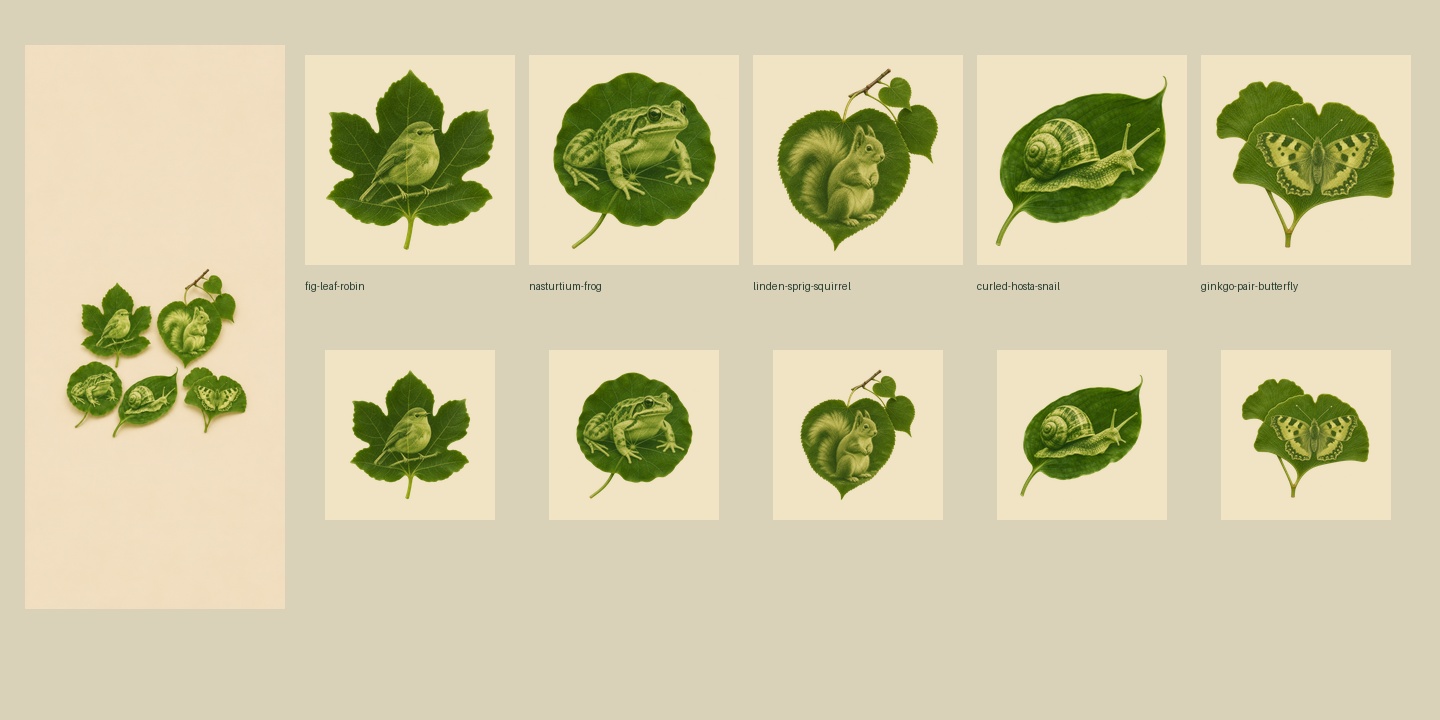 fig-leaf-robin
nasturtium-frog
linden-sprig-squirrel
curled-hosta-snail
ginkgo-pair-butterfly